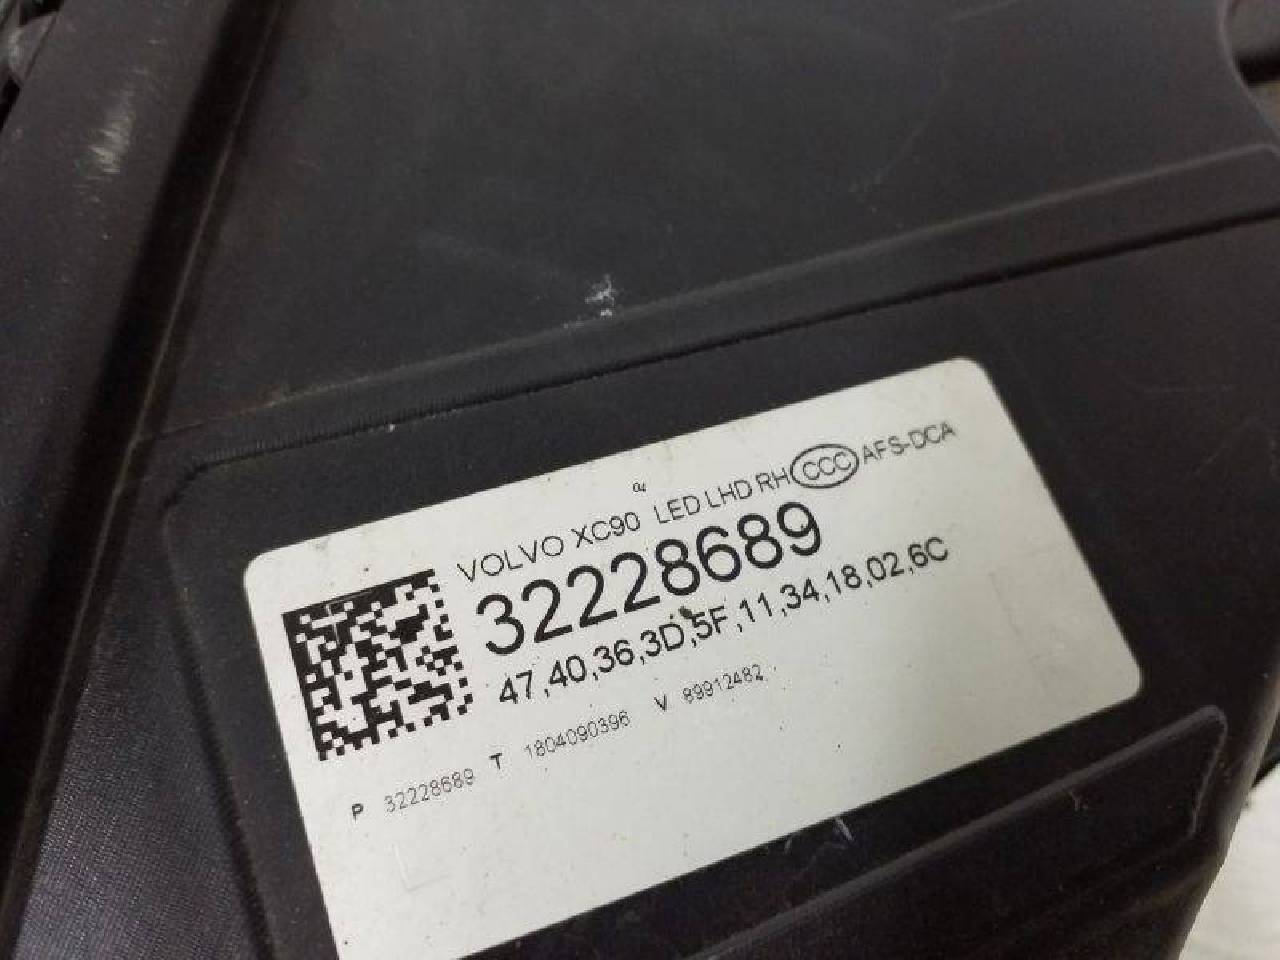 VOLVO XC90 LED LHD RH CCC AFS-DCA
32228689
47,40,36,3D,5F,11,34,18,02,6C
P 32228689 T 1804090396 V 89912482